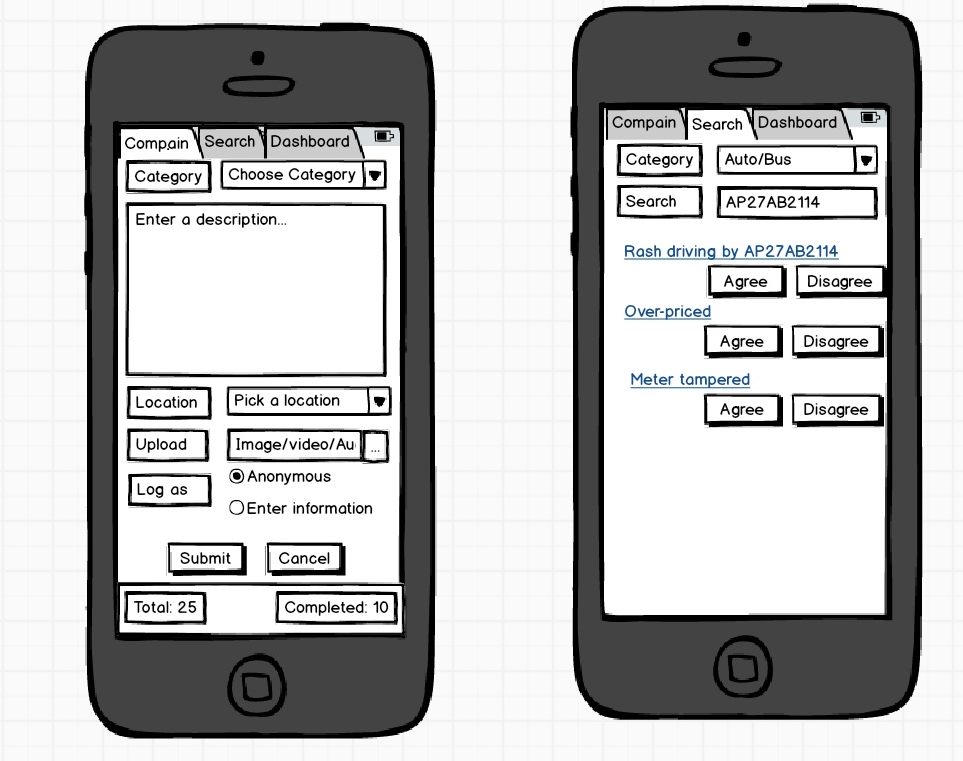 Compain Search Dashboard
Category Choose Category
Enter a description...
Location Pick a location
Upload Image/video/Au ...
Log as Anonymous
Enter information
Submit Cancel
Total: 25 Completed: 10
Compain Search Dashboard
Category Auto/Bus
Search AP27AB2114
Rash driving by AP27AB2114
Agree Disagree
Over-priced
Agree Disagree
Meter tampered
Agree Disagree